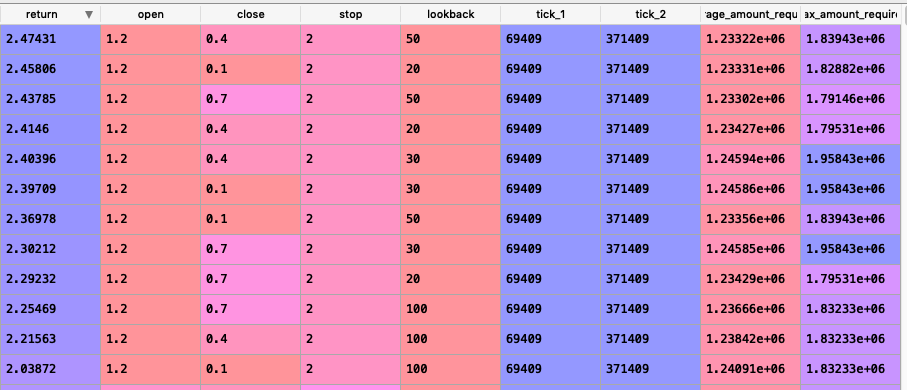 return ▼ open close stop lookback tick_1 tick_2 rage_amount_requ ax_amount_require
2.47431 1.2 0.4 2 50 69409 371409 1.23322e+06 1.83943e+06
2.45806 1.2 0.1 2 20 69409 371409 1.23331e+06 1.82882e+06
2.43785 1.2 0.7 2 50 69409 371409 1.23302e+06 1.79146e+06
2.4146 1.2 0.4 2 20 69409 371409 1.23427e+06 1.79531e+06
2.40396 1.2 0.4 2 30 69409 371409 1.24594e+06 1.95843e+06
2.39709 1.2 0.1 2 30 69409 371409 1.24586e+06 1.95843e+06
2.36978 1.2 0.1 2 50 69409 371409 1.23356e+06 1.83943e+06
2.30212 1.2 0.7 2 30 69409 371409 1.24585e+06 1.95843e+06
2.29232 1.2 0.7 2 20 69409 371409 1.23429e+06 1.79531e+06
2.25469 1.2 0.7 2 100 69409 371409 1.23666e+06 1.83233e+06
2.21563 1.2 0.4 2 100 69409 371409 1.23842e+06 1.83233e+06
2.03872 1.2 0.1 2 100 69409 371409 1.24091e+06 1.83233e+06